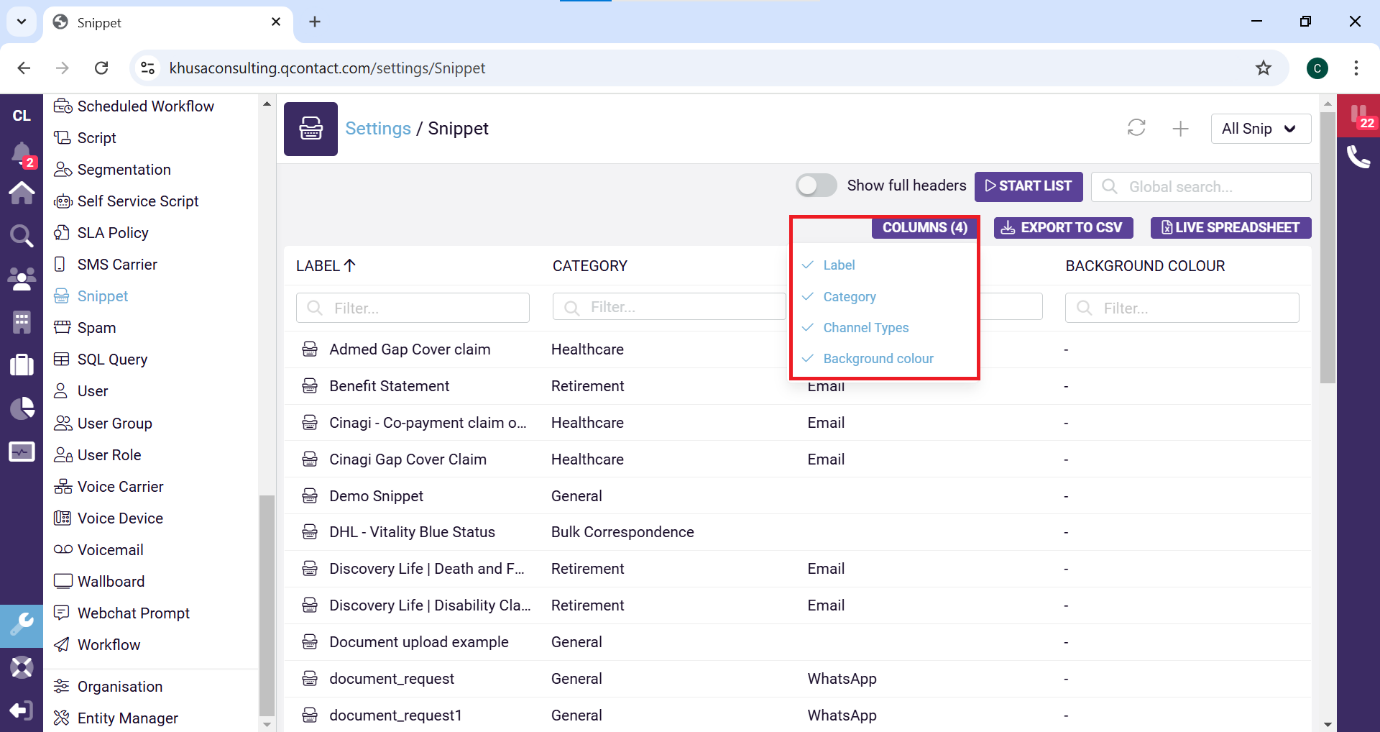 Snippet
khusaconsulting.qcontact.com/settings/Snippet
C
CL
2
22
Scheduled Workflow
Script
Segmentation
Self Service Script
SLA Policy
SMS Carrier
Snippet
Spam
SQL Query
User
User Group
User Role
Voice Carrier
Voice Device
Voicemail
Wallboard
Webchat Prompt
Workflow
Organisation
Entity Manager
Settings / Snippet
All Snip
Show full headers
START LIST
Global search...
COLUMNS (4)
EXPORT TO CSV
LIVE SPREADSHEET
Label
Category
Channel Types
Background colour
LABEL CATEGORY BACKGROUND COLOUR
Filter... Filter... Filter...
Admed Gap Cover claim Healthcare -
Benefit Statement Retirement Email -
Cinagi - Co-payment claim o... Healthcare Email -
Cinagi Gap Cover Claim Healthcare Email -
Demo Snippet General -
DHL - Vitality Blue Status Bulk Correspondence -
Discovery Life | Death and F... Retirement Email -
Discovery Life | Disability Cla... Retirement Email -
Document upload example General -
document_request General WhatsApp -
document_request1 General WhatsApp -